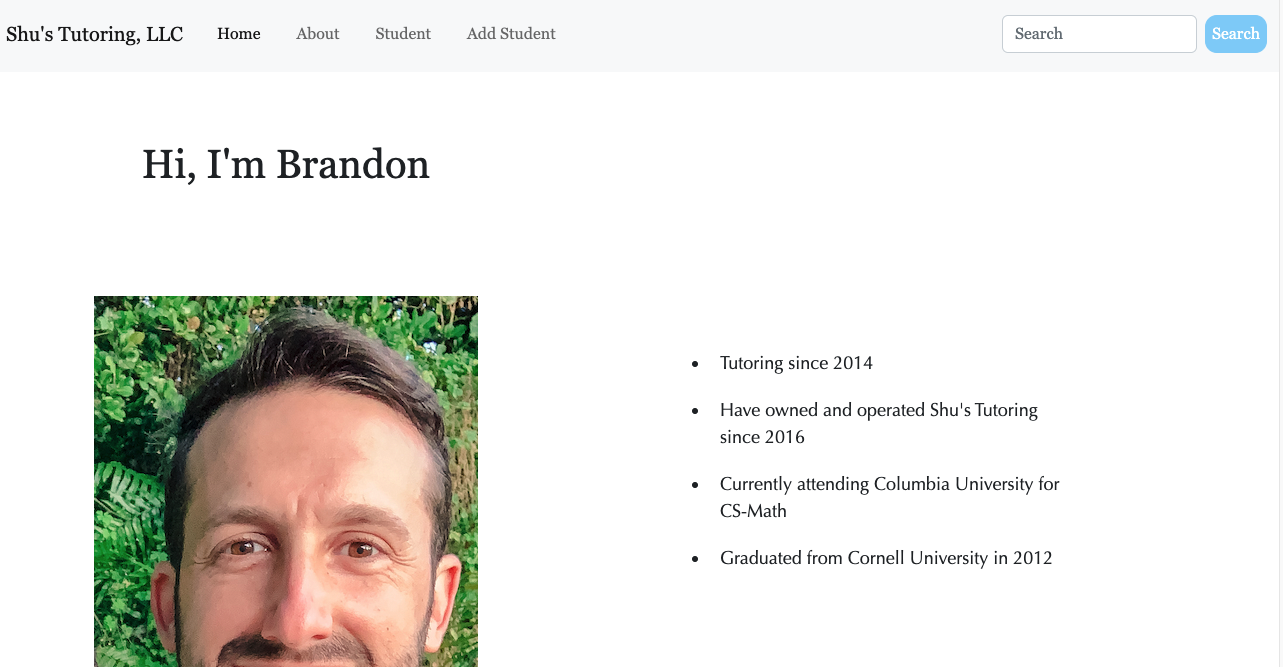 Shu's Tutoring, LLC Home About Student Add Student Search Search
Hi, I'm Brandon
Tutoring since 2014
Have owned and operated Shu's Tutoring
since 2016
Currently attending Columbia University for
CS-Math
Graduated from Cornell University in 2012